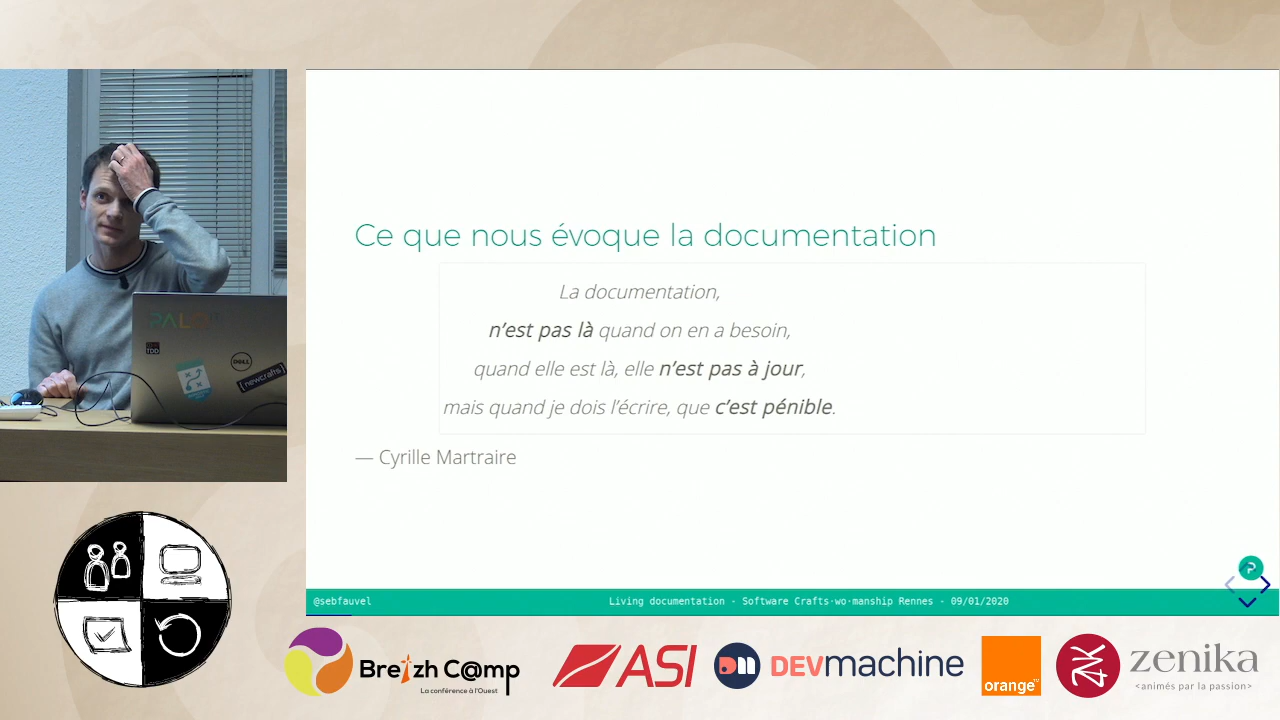 Ce que nous évoque la documentation
La documentation,
n'est pas là quand on en a besoin,
quand elle est là, elle n'est pas à jour,
mais quand je dois l'écrire, que c'est pénible.
— Cyrille Martraire
@sebfauvel
Living documentation - Software Crafts·wo·manship Rennes - 09/01/2020
PALO
TDD
DELL
[newcrafts]
Breizh C@mp
La conférence à l'Ouest
ASI
DEVmachine
orange™
zenika
<animés par la passion>